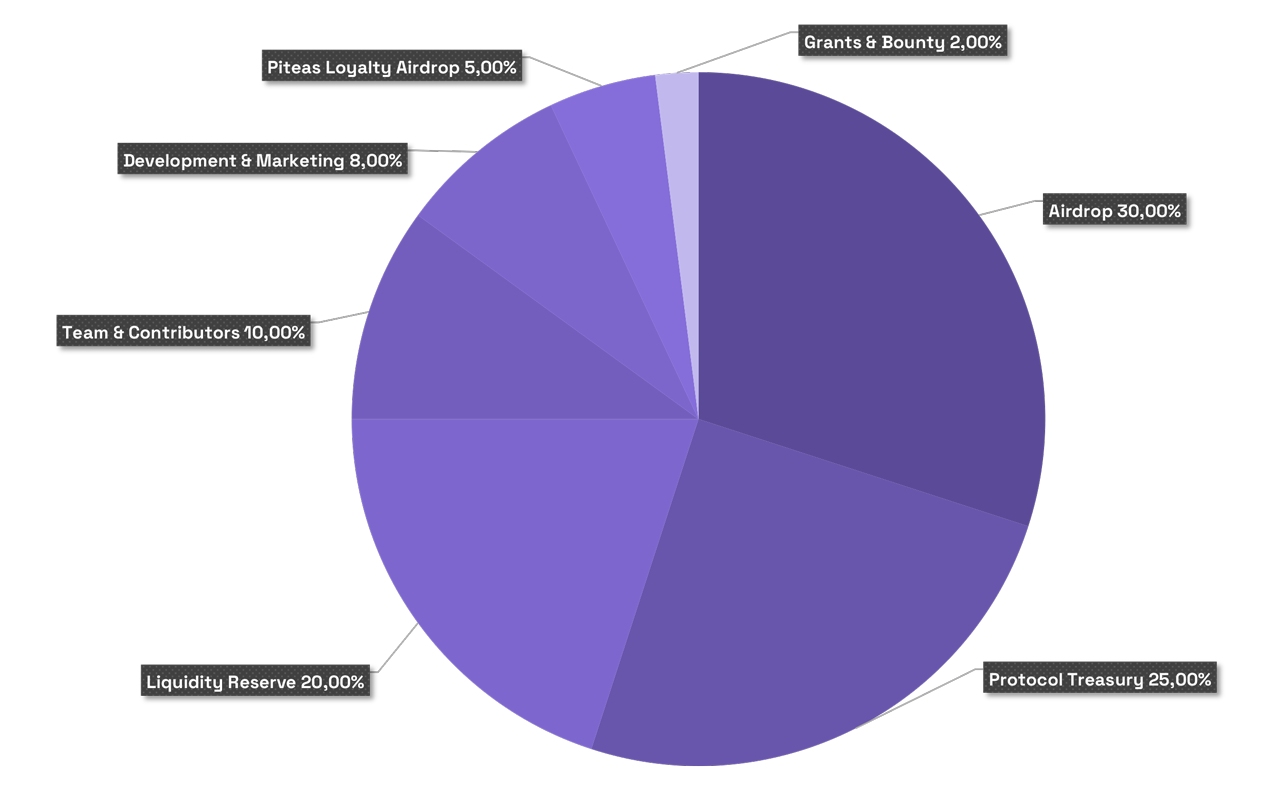 Grants & Bounty 2,00%
Piteas Loyalty Airdrop 5,00%
Development & Marketing 8,00%
Airdrop 30,00%
Team & Contributors 10,00%
Protocol Treasury 25,00%
Liquidity Reserve 20,00%